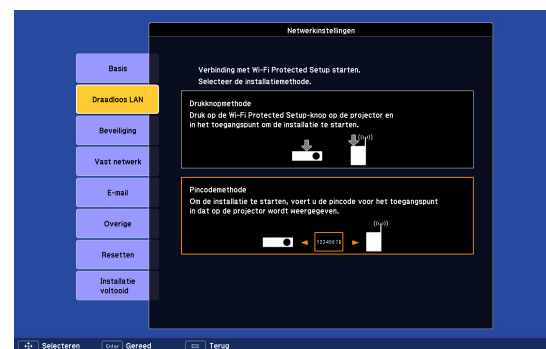 Netwerkinstellingen
Basis
Draadloos LAN
Beveiliging
Vast netwerk
E-mail
Overige
Resetten
Installatie
voltooid
Verbinding met Wi-Fi Protected Setup starten.
Selecteer de installatiemethode.
Drukknopmethode
Druk op de Wi-Fi Protected Setup-knop op de projector en
in het toegangspunt om de installatie te starten.
Pincodemethode
Om de installatie te starten, voert u de pincode voor het toegangspunt
in dat op de projector wordt weergegeven.
12345678
Selecteren
Enter Gereed
ESC Terug